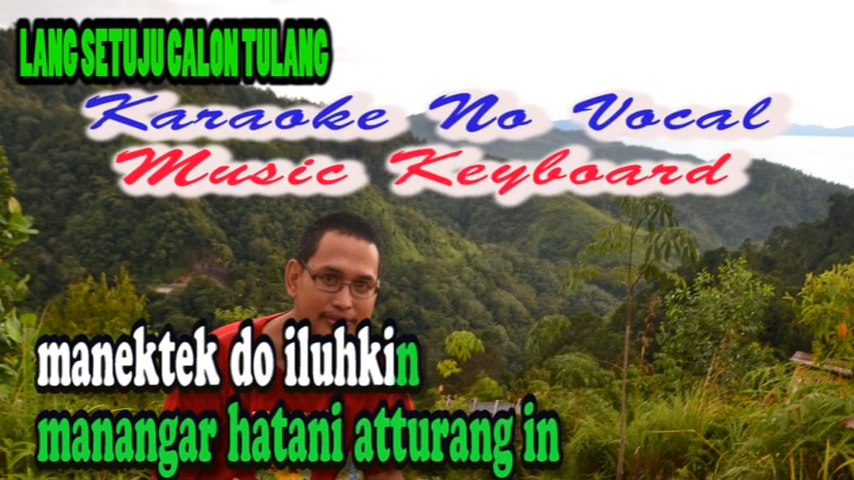 LANG SETUJU CALON TULANG
Karaoke No Vocal
Music Keyboard
manektek do iluhkin
manangar hatani atturang in